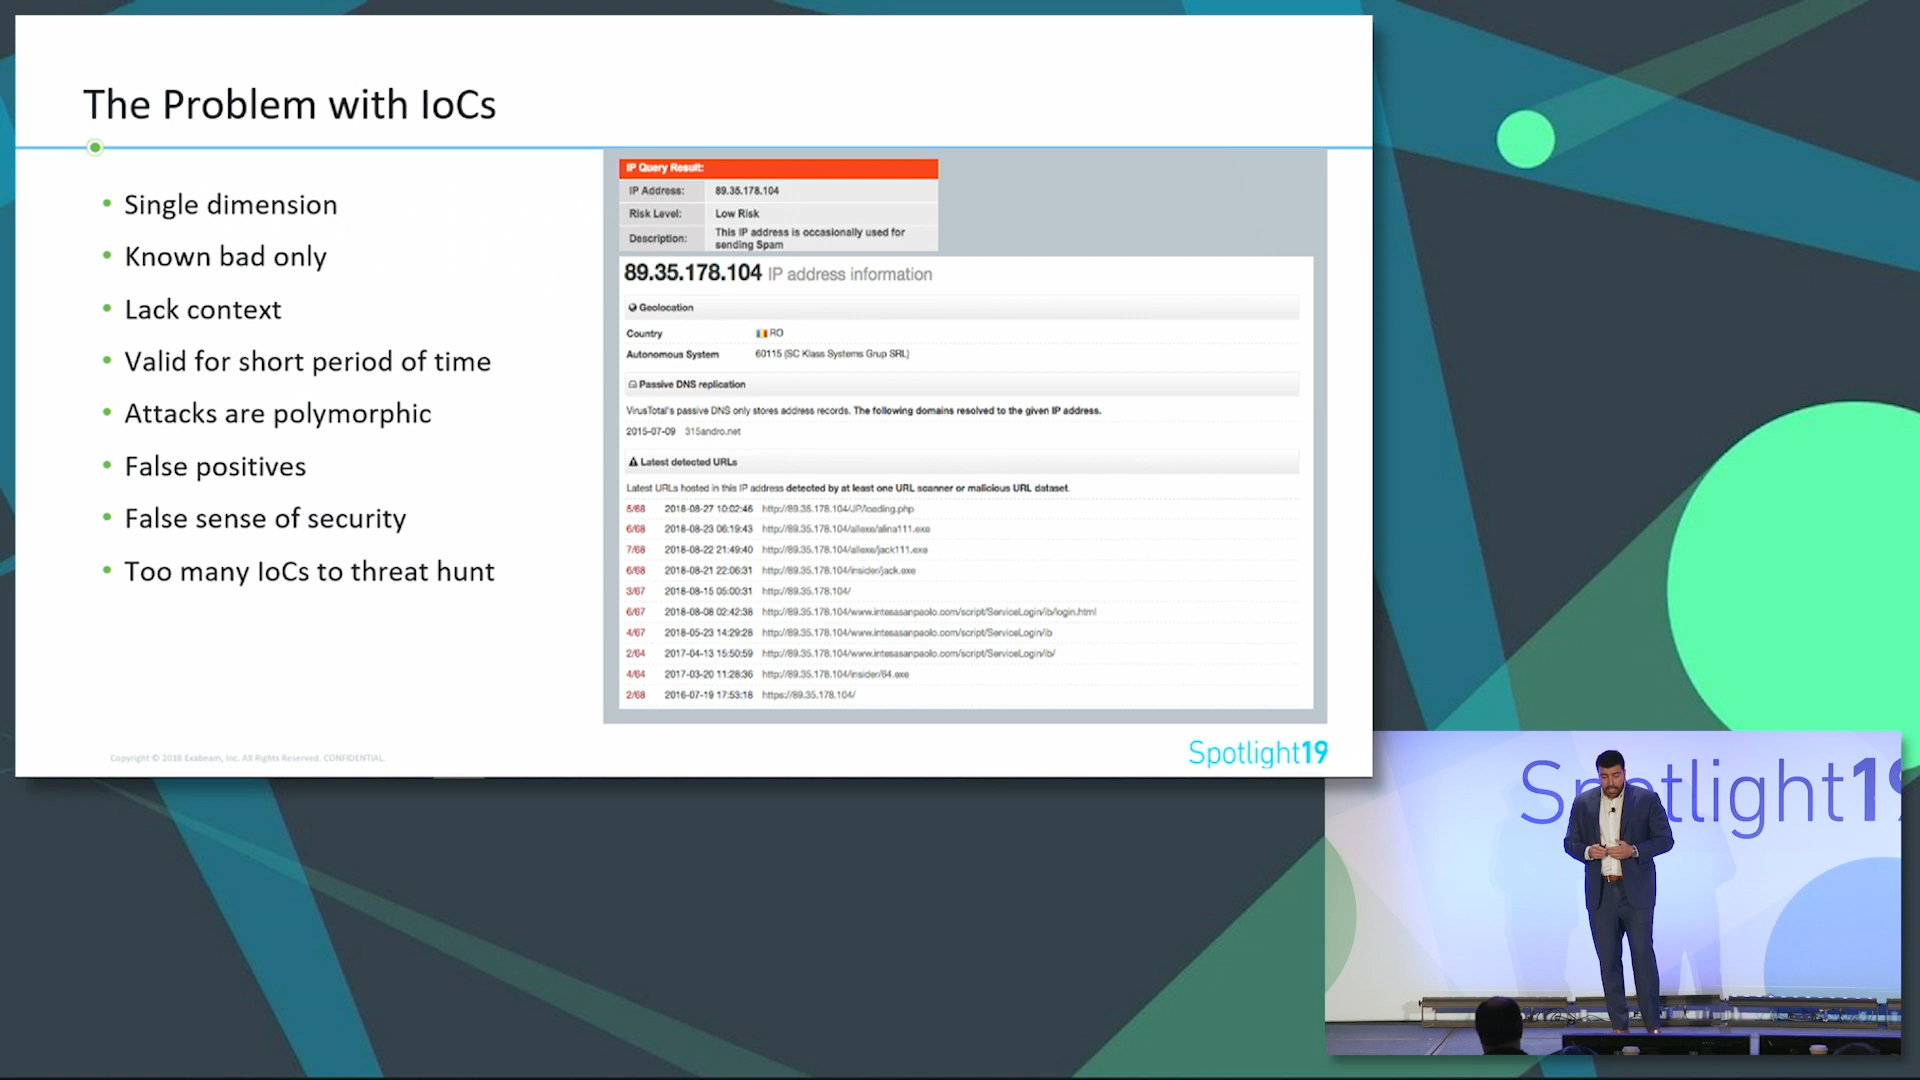 The Problem with IoCs
• Single dimension
• Known bad only
• Lack context
• Valid for short period of time
• Attacks are polymorphic
• False positives
• False sense of security
• Too many IoCs to threat hunt
IP Query Result:
IP Address: 89.35.178.104
Risk Level: Low Risk
Description: This IP address is occasionally used for
sending Spam
89.35.178.104 IP address information
Geolocation
Country RO
Autonomous System 60115 (SC Klass Systems Grup SRL)
Passive DNS replication
VirusTotal's passive DNS only stores address records. The following domains resolved to the given IP address.
2015-07-09 315andro.net
Latest detected URLs
Latest URLs hosted in this IP address detected by at least one URL scanner or malicious URL dataset.
5/68 2018-08-27 10:02:46 http://89.35.178.104/JP/loading.php
6/68 2018-08-23 06:19:43 http://89.35.178.104/allexe/alina111.exe
7/68 2018-08-22 21:49:40 http://89.35.178.104/allexe/jack111.exe
6/68 2018-08-21 22:06:31 http://89.35.178.104/insider/jack.exe
3/67 2018-08-15 05:00:31 http://89.35.178.104/
6/67 2018-08-08 02:42:38 http://89.35.178.104/www.intesasanpaolo.com/script/ServiceLogin/ib/login.html
4/67 2018-05-23 14:29:28 http://89.35.178.104/www.intesasanpaolo.com/script/ServiceLogin/ib
2/64 2017-04-13 15:50:59 http://89.35.178.104/www.intesasanpaolo.com/script/ServiceLogin/ib/
4/64 2017-03-20 11:28:36 http://89.35.178.104/insider/64.exe
2/68 2016-07-19 17:53:18 https://89.35.178.104/
Copyright © 2018 Exabeam, Inc. All Rights Reserved. CONFIDENTIAL.
Spotlight19
Spotlight19